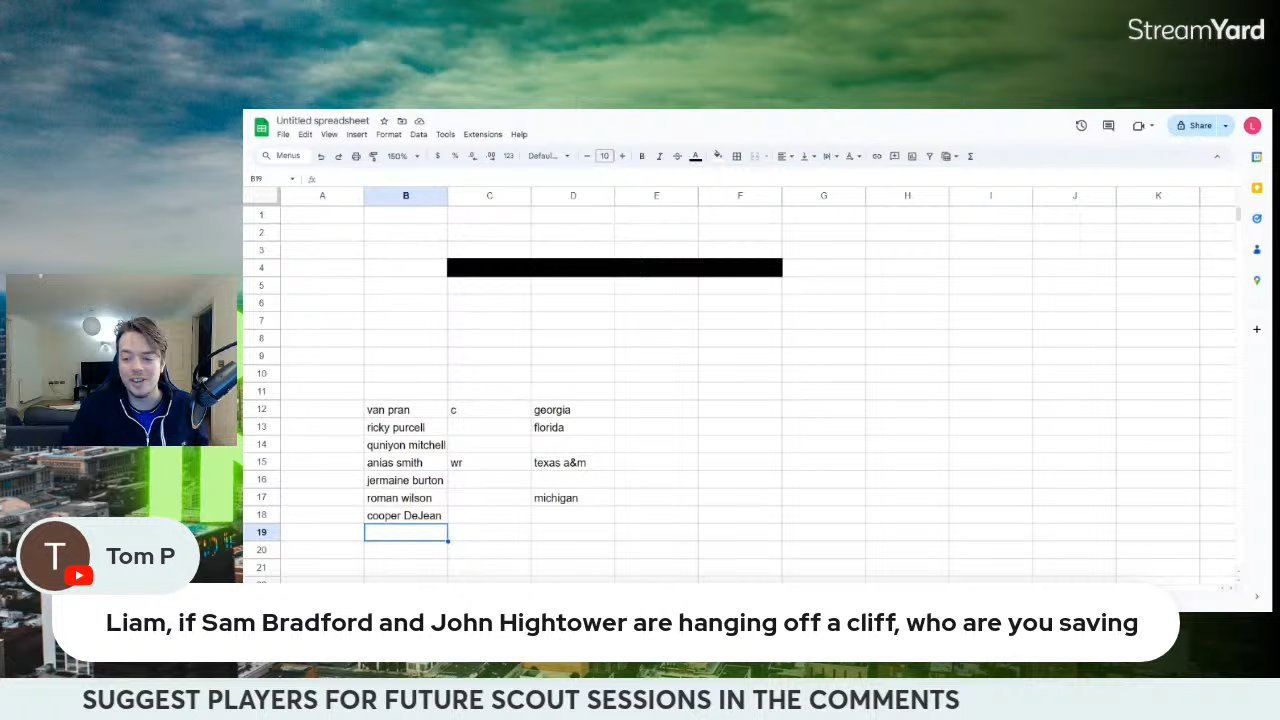 StreamYard
Untitled spreadsheet
File Edit View Insert Format Data Tools Extensions Help
Share
L
Menus 150% $ % .0 .00 123 Defaul... 10 B I A
B19 fx
A B C D E F G H I J K
1
2
3
4
5
6
7
8
9
10
11
12 van pran c georgia
13 ricky purcell florida
14 quniyon mitchell
15 anias smith wr texas a&m
16 jermaine burton
17 roman wilson michigan
18 cooper DeJean
19
20
21
T Tom P
Liam, if Sam Bradford and John Hightower are hanging off a cliff, who are you saving
SUGGEST PLAYERS FOR FUTURE SCOUT SESSIONS IN THE COMMENTS